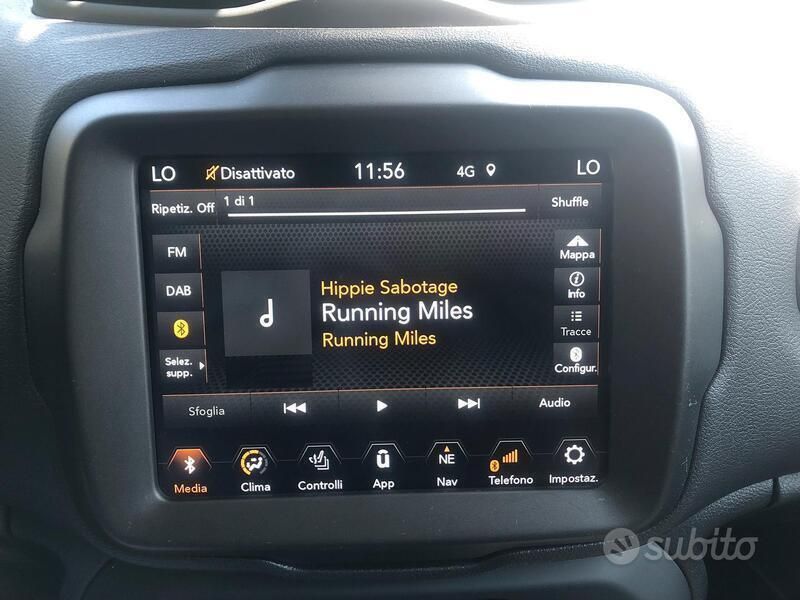 LO Disattivato 11:56 4G LO
Ripetiz. Off 1 di 1 Shuffle
FM
DAB
Selez.
supp.
Hippie Sabotage
Running Miles
Running Miles
Mappa
Info
Tracce
Configur.
Sfoglia Audio
Media Clima Controlli û App NE Nav Telefono Impostaz.
subito